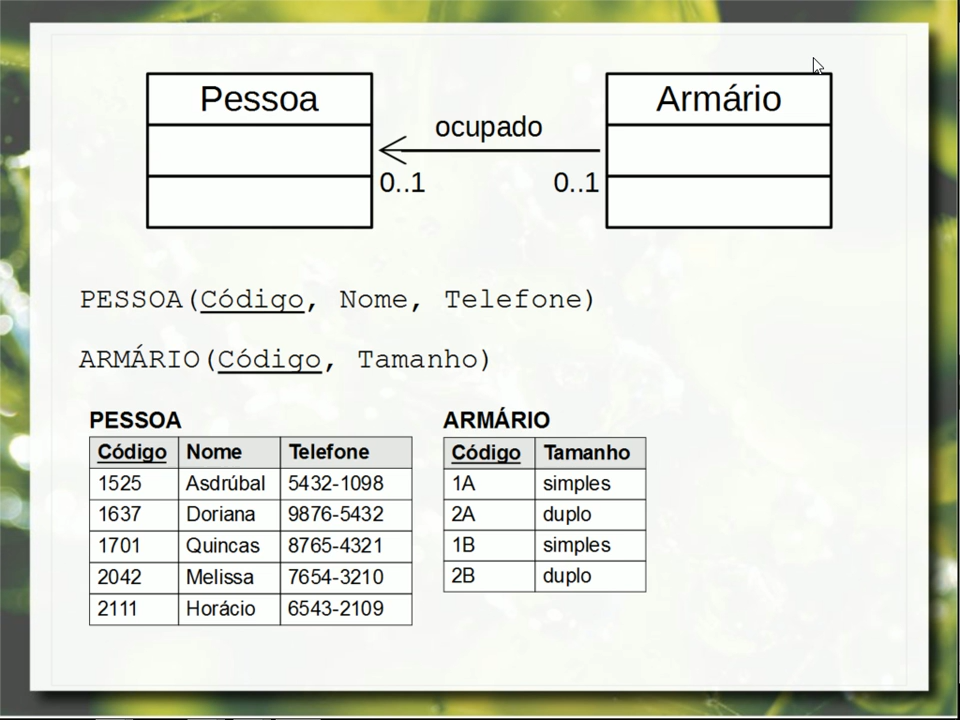 Pessoa
Armário
ocupado
0..1
0..1
PESSOA(Código, Nome, Telefone)
ARMÁRIO(Código, Tamanho)
PESSOA
Código Nome Telefone
1525 Asdrúbal 5432-1098
1637 Doriana 9876-5432
1701 Quincas 8765-4321
2042 Melissa 7654-3210
2111 Horácio 6543-2109
ARMÁRIO
Código Tamanho
1A simples
2A duplo
1B simples
2B duplo